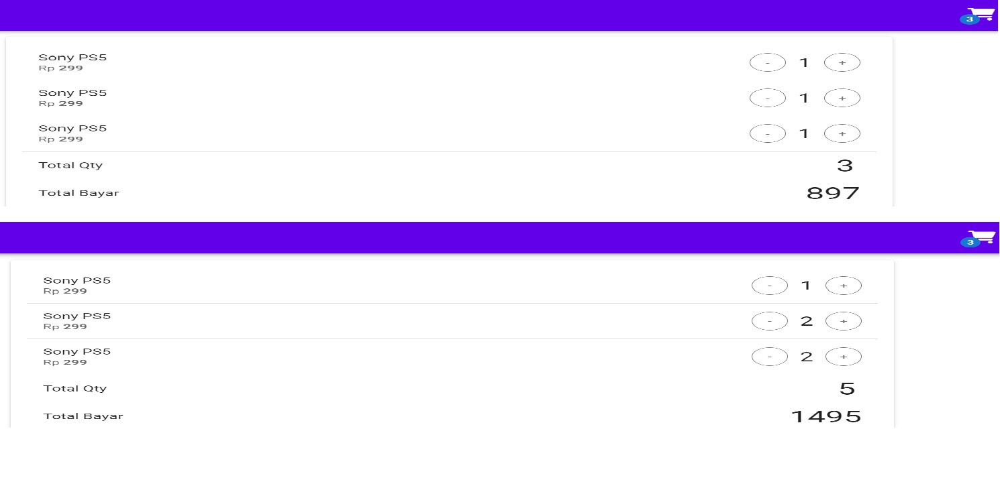 3
Sony PS5
Rp 299
- 1 +
Sony PS5
Rp 299
- 1 +
Sony PS5
Rp 299
- 1 +
Total Qty 3
Total Bayar 897
3
Sony PS5
Rp 299
- 1 +
Sony PS5
Rp 299
- 2 +
Sony PS5
Rp 299
- 2 +
Total Qty 5
Total Bayar 1495